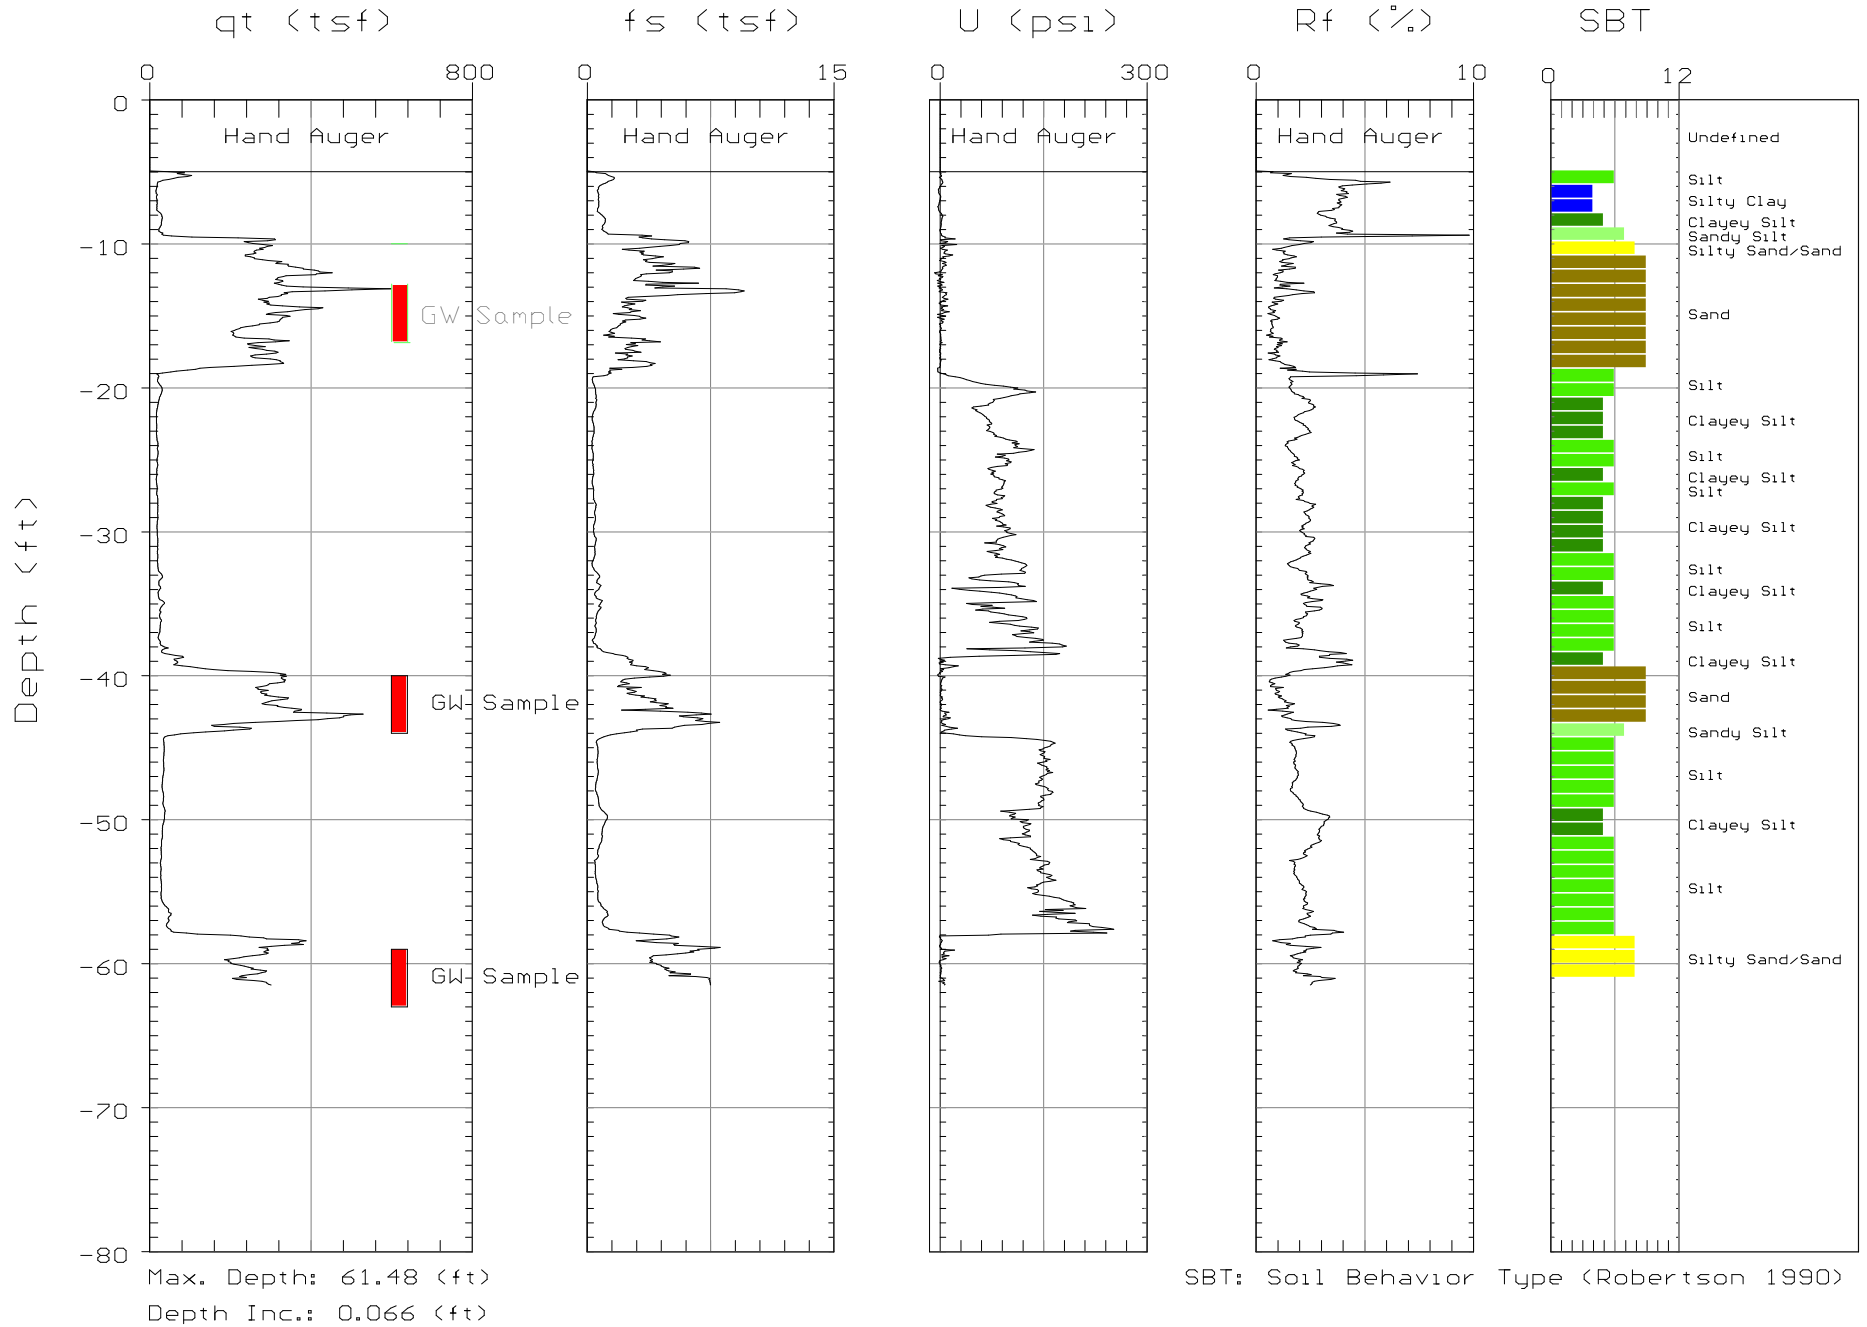 qt (tsf) fs (tsf) U (psi) Rf (%) SBT
0 800 0 15 0 300 0 10 0 12
0
Hand Auger Hand Auger Hand Auger Hand Auger Undefined
Silt
Silty Clay
Clayey Silt
Sandy Silt
-10
Silty Sand/Sand
GW Sample Sand
Silt
-20
Clayey Silt
Silt
Clayey Silt
Silt
Clayey Silt
-30
Silt
Clayey Silt
Depth (ft)
Silt
Clayey Silt
-40
Sand
GW Sample
Sandy Silt
Silt
-50
Clayey Silt
Silt
Silty Sand/Sand
-60
GW Sample
-70
-80
Max. Depth: 61.48 (ft) SBT: Soil Behavior Type (Robertson 1990)
Depth Inc.: 0.066 (ft)